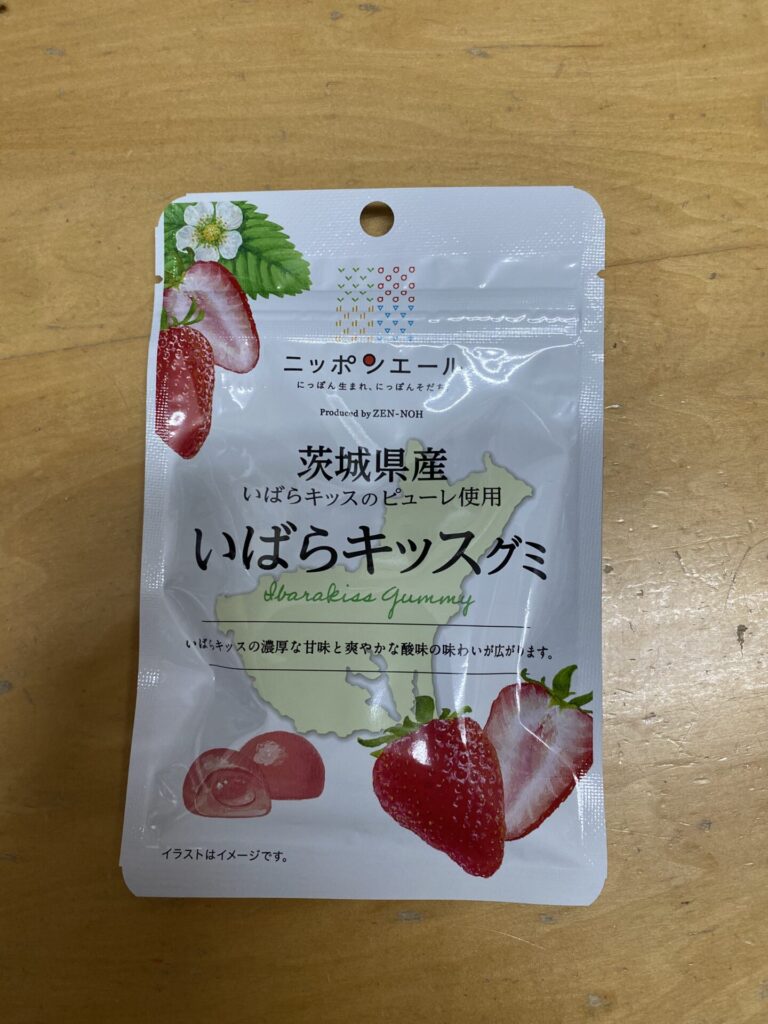 ニッポンエール
にっぽん生まれ、にっぽんそだち
Produced by ZEN-NOH
茨城県産
いばらキッスのピューレ使用
いばらキッスグミ
Ibarakiss Gummy
いばらキッスの濃厚な甘味と爽やかな酸味の味わいが広がります。
イラストはイメージです。